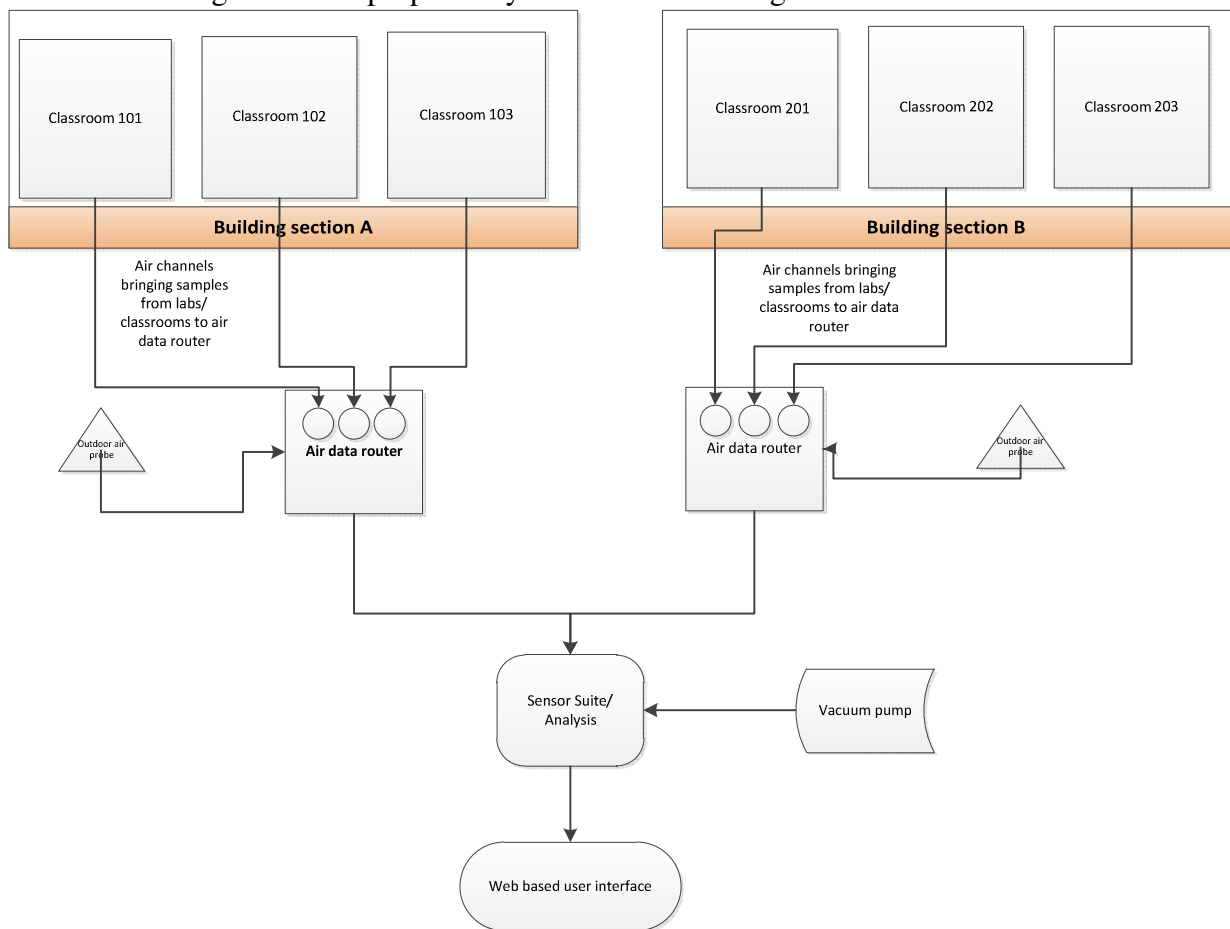 Classroom 101
Classroom 102
Classroom 103
Building section A
Classroom 201
Classroom 202
Classroom 203
Building section B
Air channels
bringing samples
from labs/
classrooms to air
data router
Air channels bringing
samples from labs/
classrooms to air data
router
Outdoor air
probe
Air data router
Air data router
Outdoor air
probe
Sensor Suite/
Analysis
Vacuum pump
Web based user interface